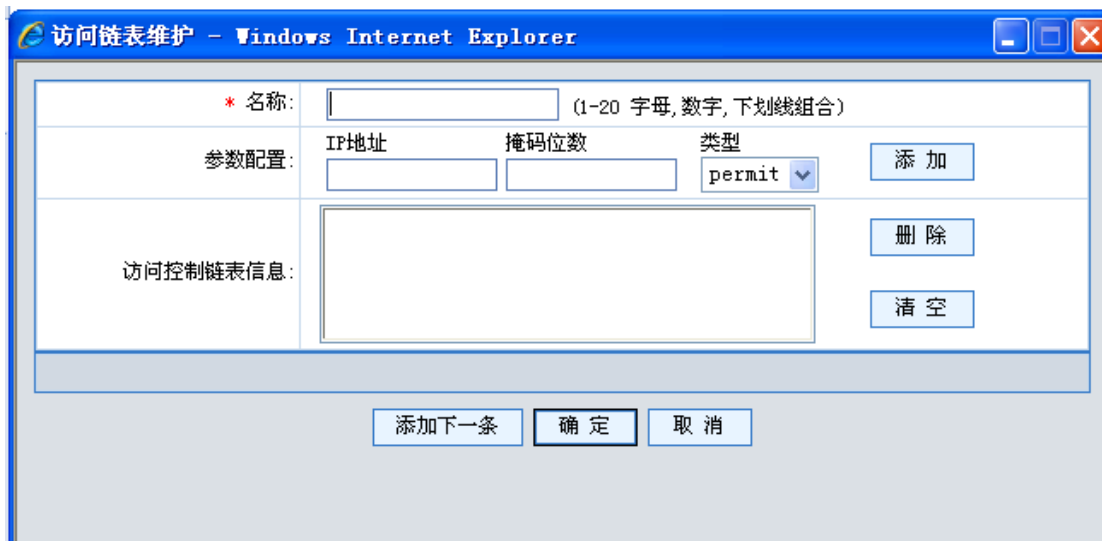 访问链表维护 - Windows Internet Explorer
* 名称: (1-20 字母,数字,下划线组合)
IP地址 掩码位数 类型
参数配置: permit 添 加
删 除
访问控制链表信息:
清 空
添加下一条 确 定 取 消